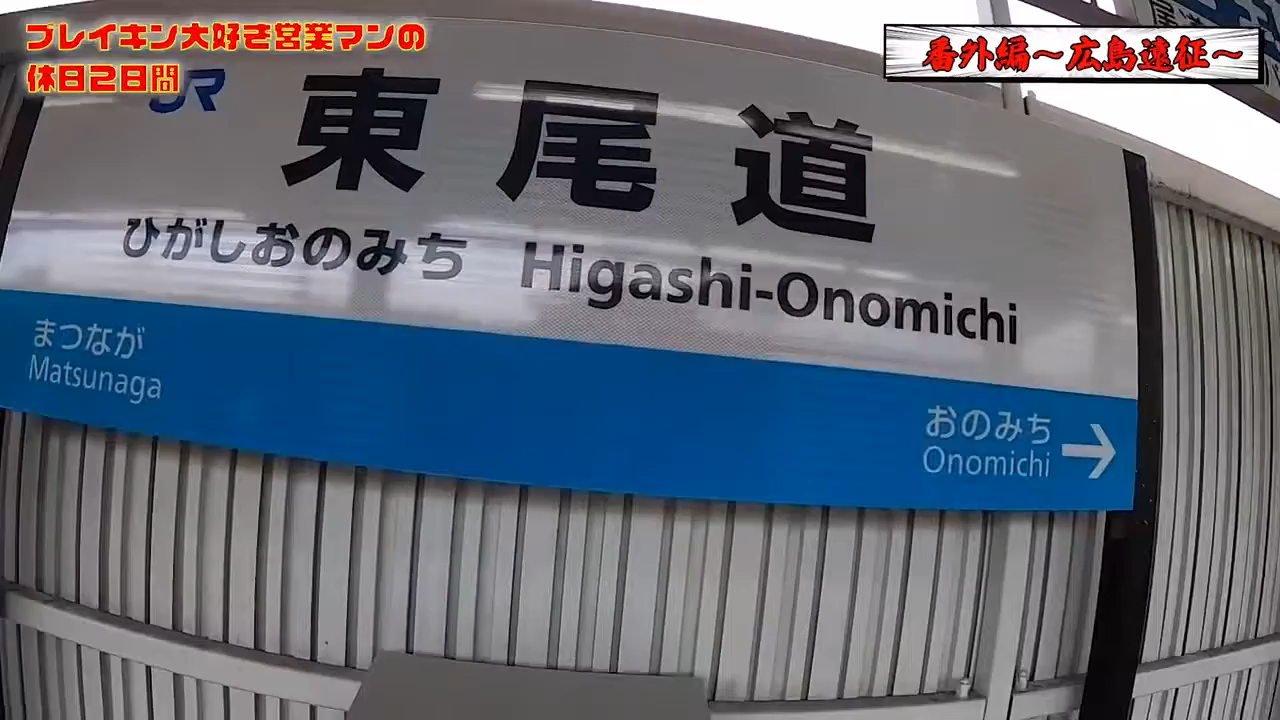 ブレイキン大好き営業マンの
休日2日間
番外編～広島遠征～
JR
東尾道
ひがしおのみち Higashi-Onomichi
まつなが
Matsunaga
おのみち
Onomichi →